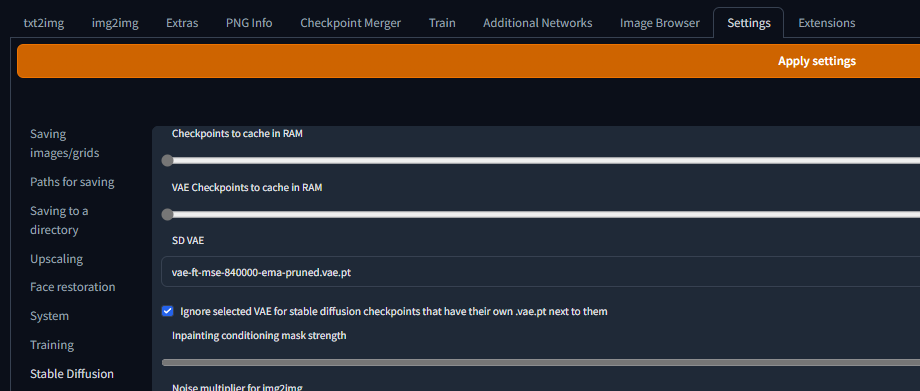 txt2img img2img Extras PNG Info Checkpoint Merger Train Additional Networks Image Browser Settings Extensions
Apply settings
Saving
images/grids
Paths for saving
Saving to a
directory
Upscaling
Face restoration
System
Training
Stable Diffusion
Checkpoints to cache in RAM
VAE Checkpoints to cache in RAM
SD VAE
vae-ft-mse-840000-ema-pruned.vae.pt
Ignore selected VAE for stable diffusion checkpoints that have their own .vae.pt next to them
Inpainting conditioning mask strength
Noise multiplier for img2img